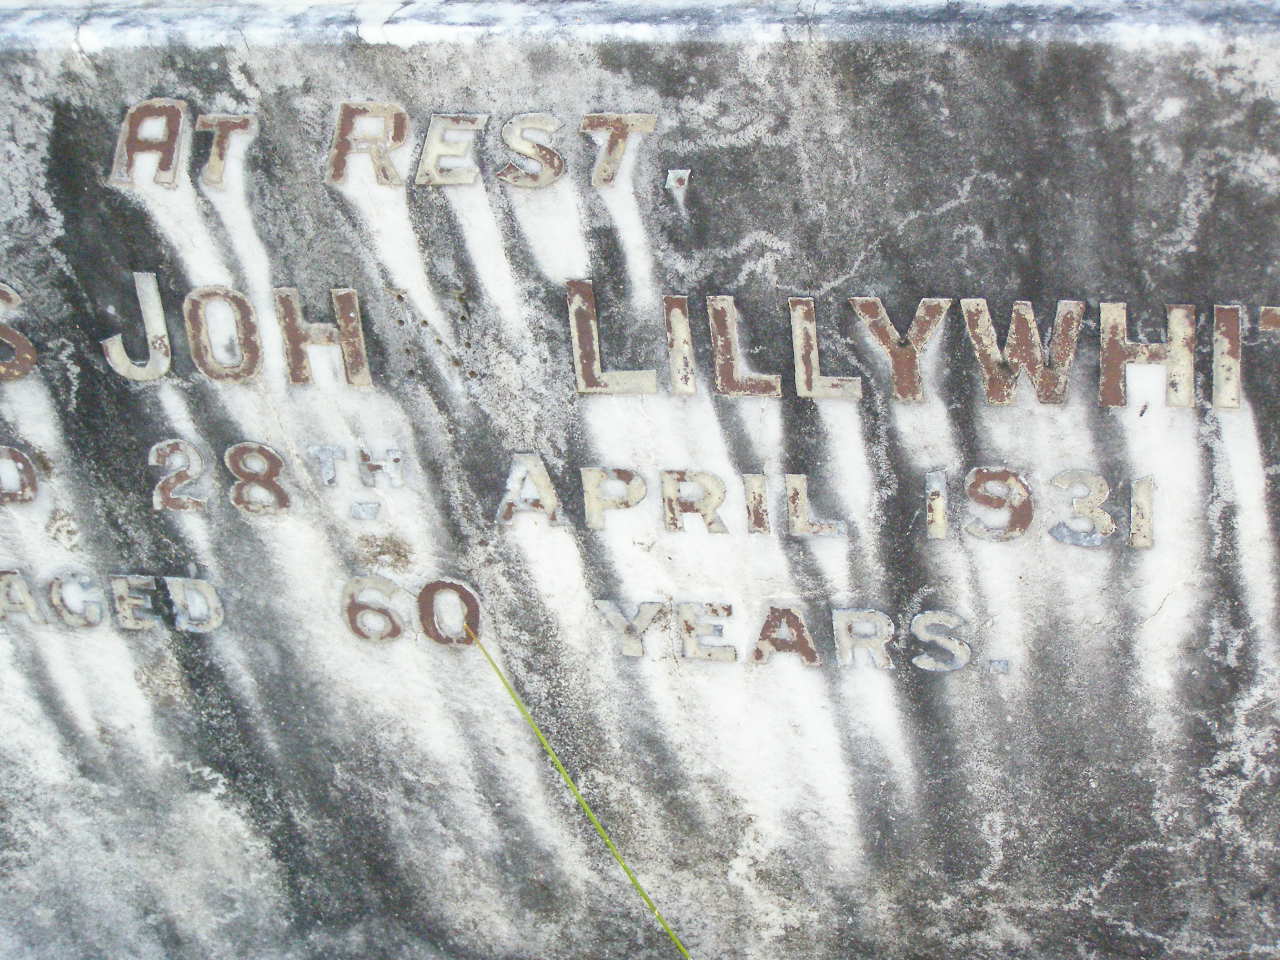 AT REST.
S JOH LILLYWHI
D 28TH APRIL 1931
AGED 60 YEARS.